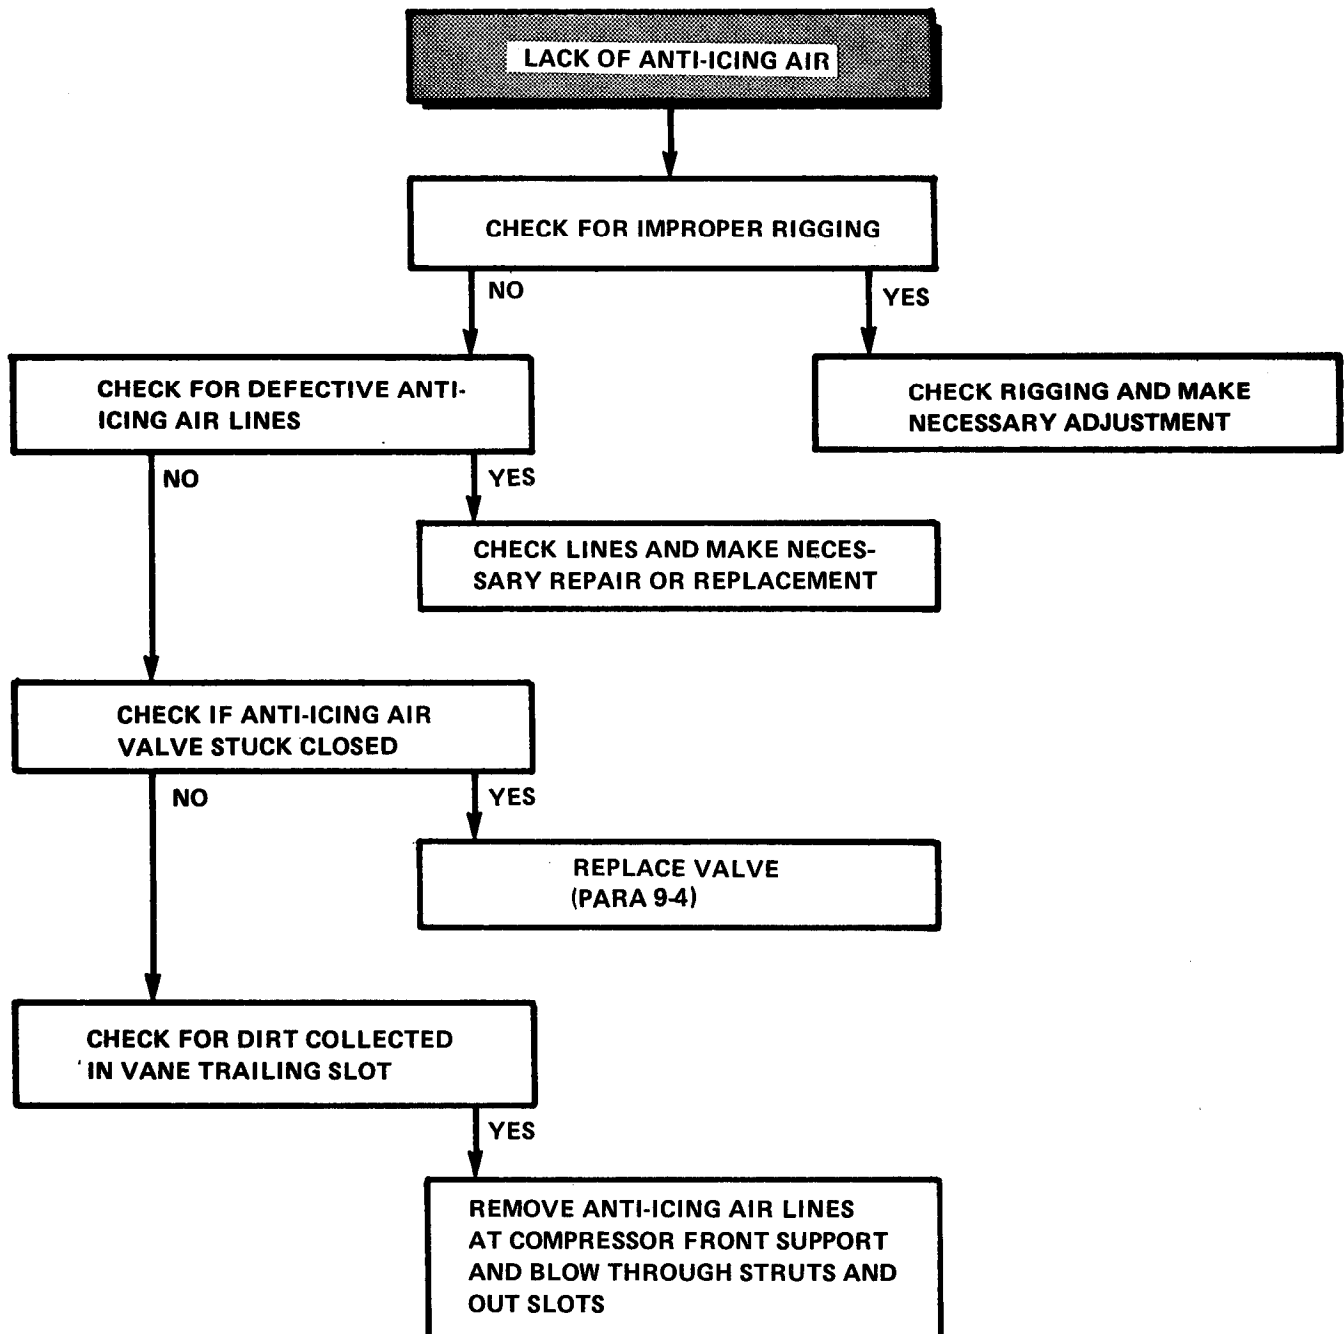 LACK OF ANTI-ICING AIR
CHECK FOR IMPROPER RIGGING
NO
YES
CHECK FOR DEFECTIVE ANTI-
ICING AIR LINES
CHECK RIGGING AND MAKE
NECESSARY ADJUSTMENT
NO
YES
CHECK LINES AND MAKE NECES-
SARY REPAIR OR REPLACEMENT
CHECK IF ANTI-ICING AIR
VALVE STUCK CLOSED
NO
YES
REPLACE VALVE
(PARA 9-4)
CHECK FOR DIRT COLLECTED
IN VANE TRAILING SLOT
YES
REMOVE ANTI-ICING AIR LINES
AT COMPRESSOR FRONT SUPPORT
AND BLOW THROUGH STRUTS AND
OUT SLOTS